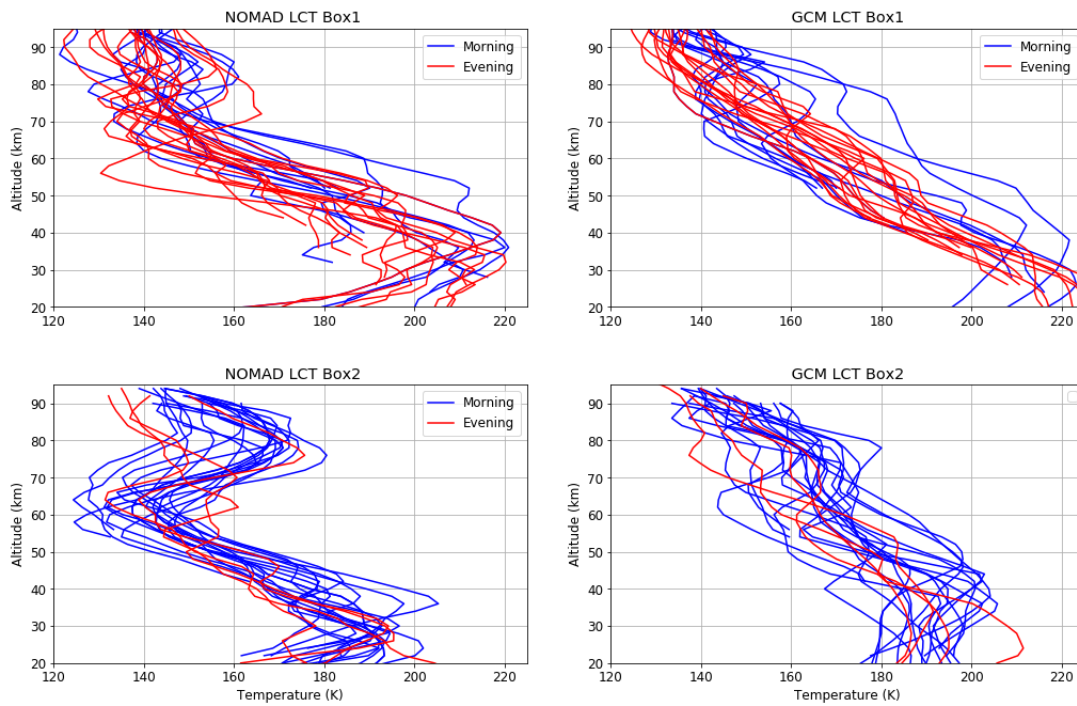 NOMAD LCT Box1
90
80
70
60
50
40
30
20
Altitude (km)
120 140 160 180 200 220
Morning
Evening
GCM LCT Box1
90
80
70
60
50
40
30
20
Altitude (km)
120 140 160 180 200 220
Morning
Evening
NOMAD LCT Box2
90
80
70
60
50
40
30
20
Altitude (km)
120 140 160 180 200 220
Temperature (K)
Morning
Evening
GCM LCT Box2
90
80
70
60
50
40
30
20
Altitude (km)
120 140 160 180 200 220
Temperature (K)